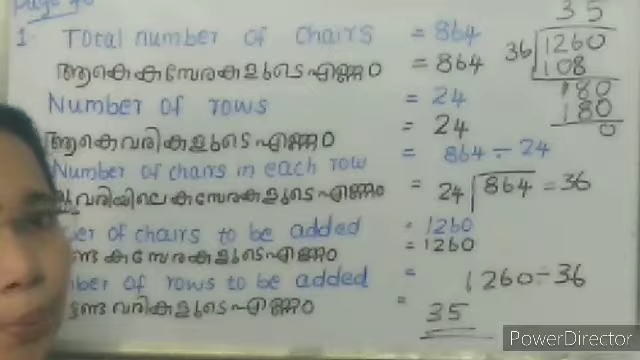 Page 40
35
1. Total number of chairs = 864
36 1260
ആകെ കസേരകളുടെ എണ്ണം = 864
108
180
Number of rows = 24
180
ആകെ വരികളുടെ എണ്ണം = 24
0
Number of chairs in each row = 864 ÷ 24
വരിയിലെ കസേരകളുടെ എണ്ണം = 24 864 = 36
of chairs to be added = 1260
കസേരകളുടെ എണ്ണം = 1260
of rows to be added = 1260 ÷ 36
വരികളുടെ എണ്ണം = 35
PowerDirector